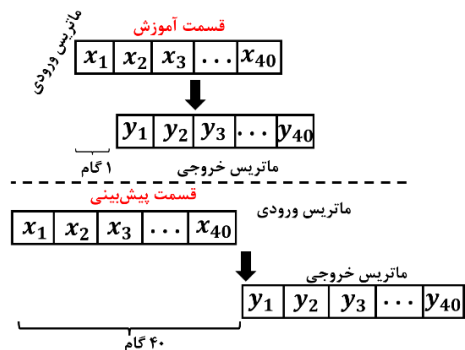 قسمت آموزش
ماتریس ورودی
x₁ x₂ x₃ ... x₄₀
y₁ y₂ y₃ ... y₄₀
۱ گام
ماتریس خروجی
قسمت پیش‌بینی
ماتریس ورودی
x₁ x₂ x₃ ... x₄₀
ماتریس خروجی
y₁ y₂ y₃ ... y₄₀
۴۰ گام